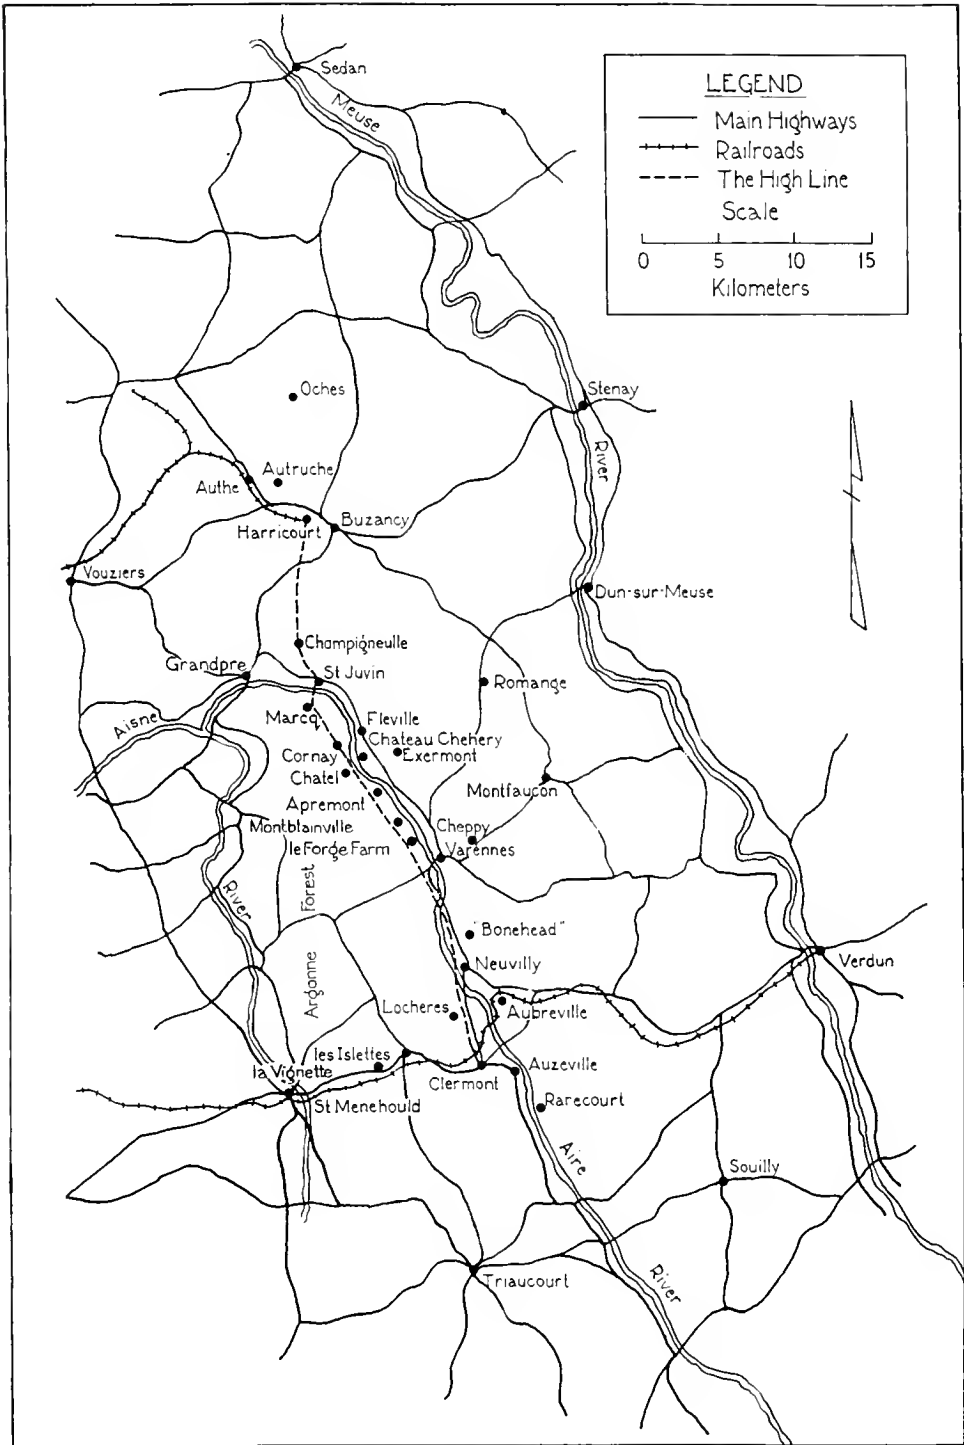 Sedan
Meuse
LEGEND
Main Highways
Railroads
The High Line
Scale
0 5 10 15
Kilometers
Oches
Stenay
River
Autruche
Authe
Harricourt
Buzancy
Vouziers
Dun-sur-Meuse
Champigneulle
Grandpre
St Juvin
Romange
Marcq
Aisne
Fleville
Chateau Chehery
Cornay
Exermont
Chatel
Montfaucon
Apremont
Montblainville
Cheppy
le Forge Farm
Varennes
River
Argonne Forest
"Bonehead"
Neuvilly
Verdun
Locheres
Aubreville
les Islettes
la Vignette
Clermont
Auzeville
St Menehould
Rarecourt
Aire
Souilly
River
Triaucourt